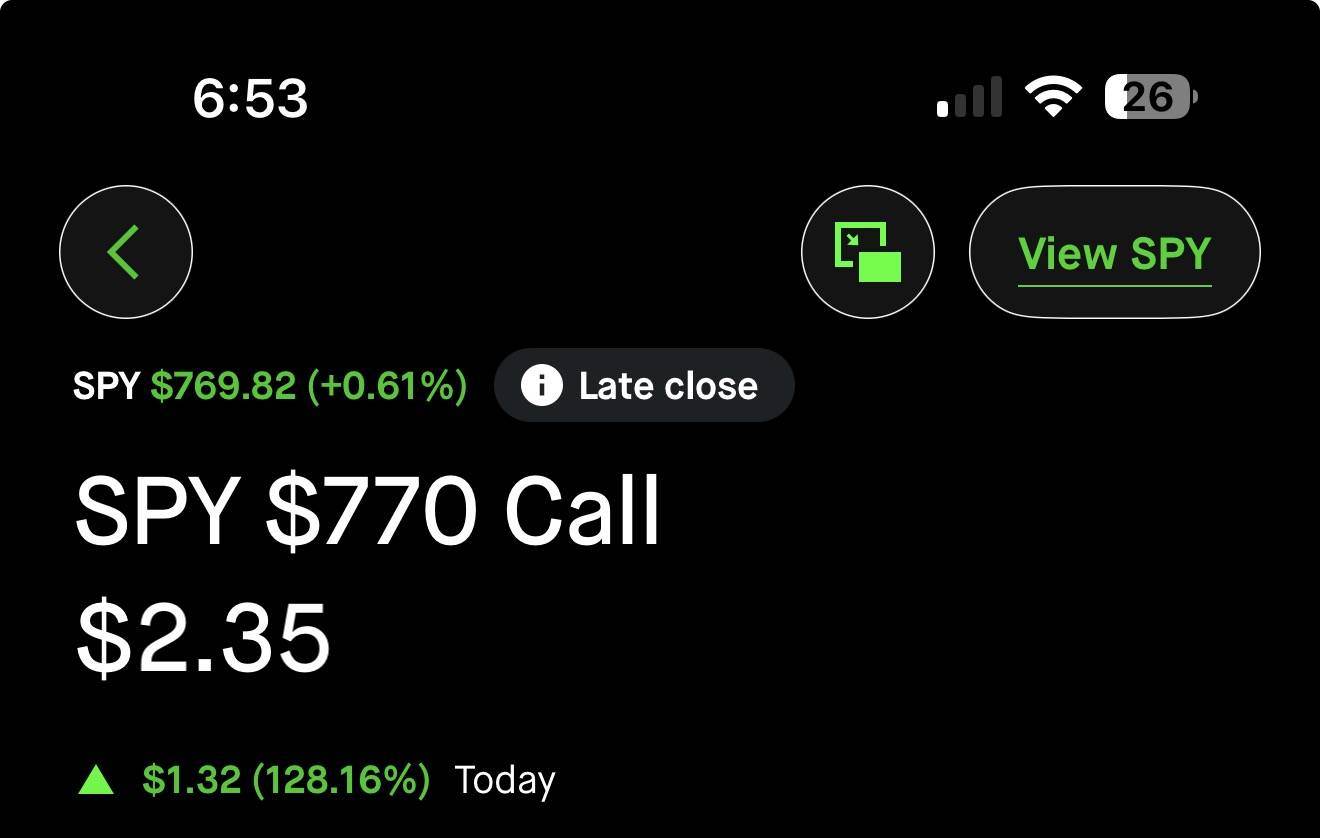 6:53 26
View SPY
SPY $769.82 (+0.61%) Late close
SPY $770 Call
$2.35
$1.32 (128.16%) Today